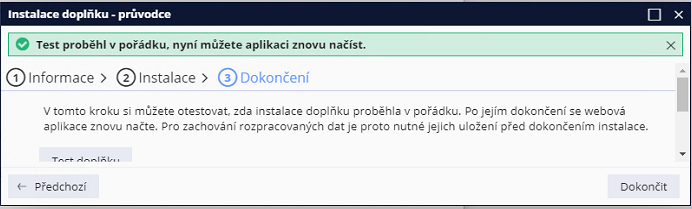 Instalace doplňku - průvodce
Test proběhl v pořádku, nyní můžete aplikaci znovu načíst.
1 Informace > 2 Instalace > 3 Dokončení
V tomto kroku si můžete otestovat, zda instalace doplňku proběhla v pořádku. Po jejím dokončení se webová
aplikace znovu načte. Pro zachování rozpracovaných dat je proto nutné jejich uložení před dokončením instalace.
Test doplňku
← Předchozí
Dokončit